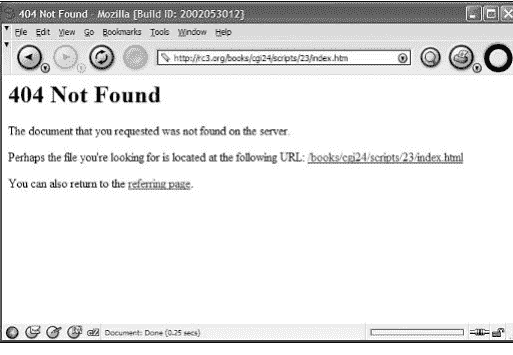 404 Not Found - Mozilla {Build ID: 2002053012}
File Edit View Go Bookmarks Tools Window Help
http://rc3.org/books/cgi24/scripts/23/index.htm
404 Not Found
The document that you requested was not found on the server.
Perhaps the file you're looking for is located at the following URL: /books/cgi24/scripts/23/index.html
You can also return to the referring page.
Document: Done (0.25 secs)